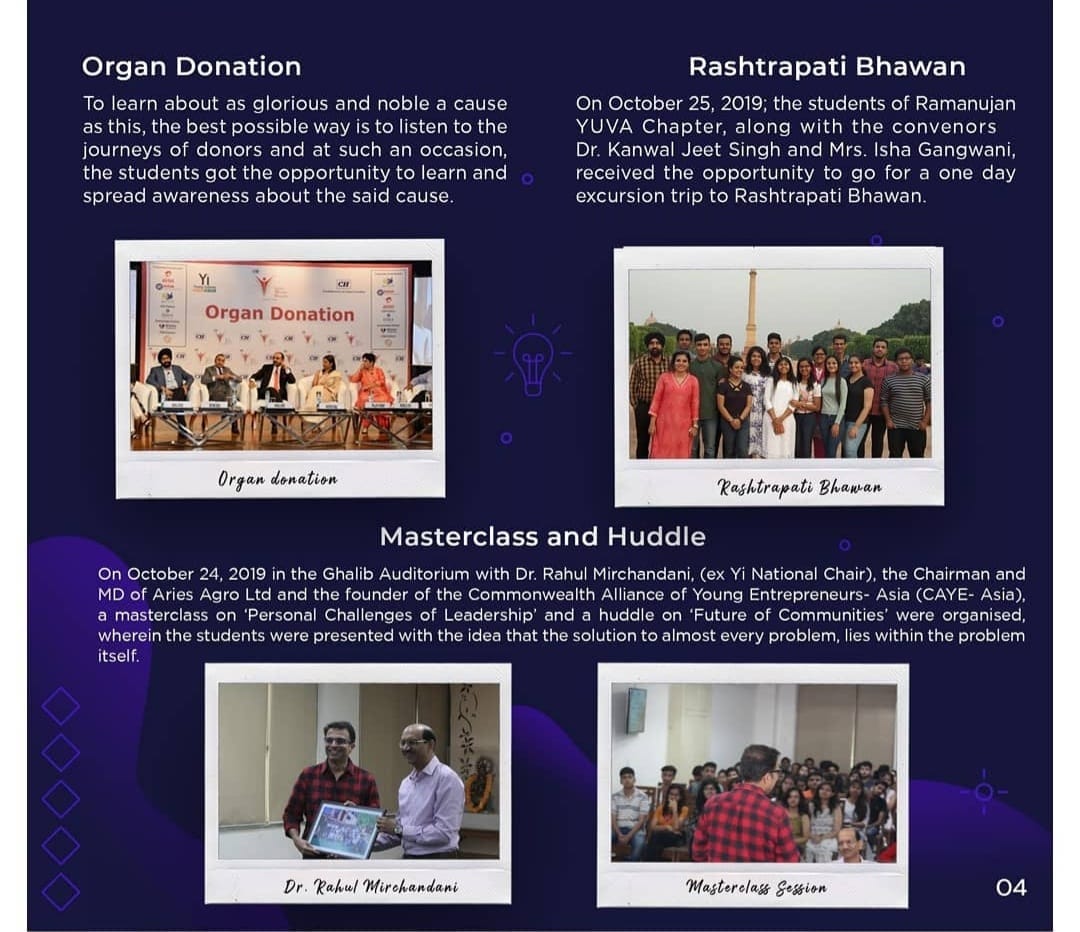 Organ Donation
To learn about as glorious and noble a cause
as this, the best possible way is to listen to the
journeys of donors and at such an occasion,
the students got the opportunity to learn and
spread awareness about the said cause.
Rashtrapati Bhawan
On October 25, 2019; the students of Ramanujan
YUVA Chapter, along with the convenors
Dr. Kanwal Jeet Singh and Mrs. Isha Gangwani,
received the opportunity to go for a one day
excursion trip to Rashtrapati Bhawan.
Yi
CII
Organ Donation
Organ donation
Rashtrapati Bhawan
Masterclass and Huddle
On October 24, 2019 in the Ghalib Auditorium with Dr. Rahul Mirchandani, (ex Yi National Chair), the Chairman and
MD of Aries Agro Ltd and the founder of the Commonwealth Alliance of Young Entrepreneurs- Asia (CAYE- Asia),
a masterclass on ‘Personal Challenges of Leadership’ and a huddle on ‘Future of Communities’ were organised,
wherein the students were presented with the idea that the solution to almost every problem, lies within the problem
itself.
Dr. Rahul Mirchandani
Masterclass Session
04